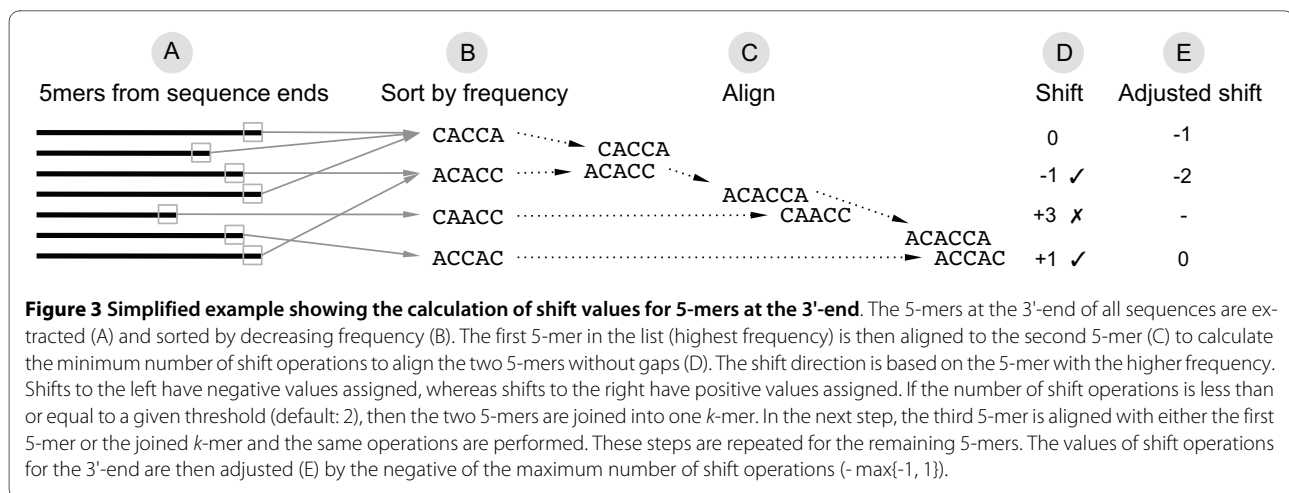 A B C D E
5mers from sequence ends Sort by frequency Align Shift Adjusted shift
CACCA 0 -1
CACCA
ACACC ACACC -1 ✓ -2
ACACCA
CAACC CAACC +3 ✗ -
ACACCA
ACCAC ACCAC +1 ✓ 0
Figure 3 Simplified example showing the calculation of shift values for 5-mers at the 3'-end. The 5-mers at the 3'-end of all sequences are ex-
tracted (A) and sorted by decreasing frequency (B). The first 5-mer in the list (highest frequency) is then aligned to the second 5-mer (C) to calculate
the minimum number of shift operations to align the two 5-mers without gaps (D). The shift direction is based on the 5-mer with the higher frequency.
Shifts to the left have negative values assigned, whereas shifts to the right have positive values assigned. If the number of shift operations is less than
or equal to a given threshold (default: 2), then the two 5-mers are joined into one k-mer. In the next step, the third 5-mer is aligned with either the first
5-mer or the joined k-mer and the same operations are performed. These steps are repeated for the remaining 5-mers. The values of shift operations
for the 3'-end are then adjusted (E) by the negative of the maximum number of shift operations (- max{-1, 1}).